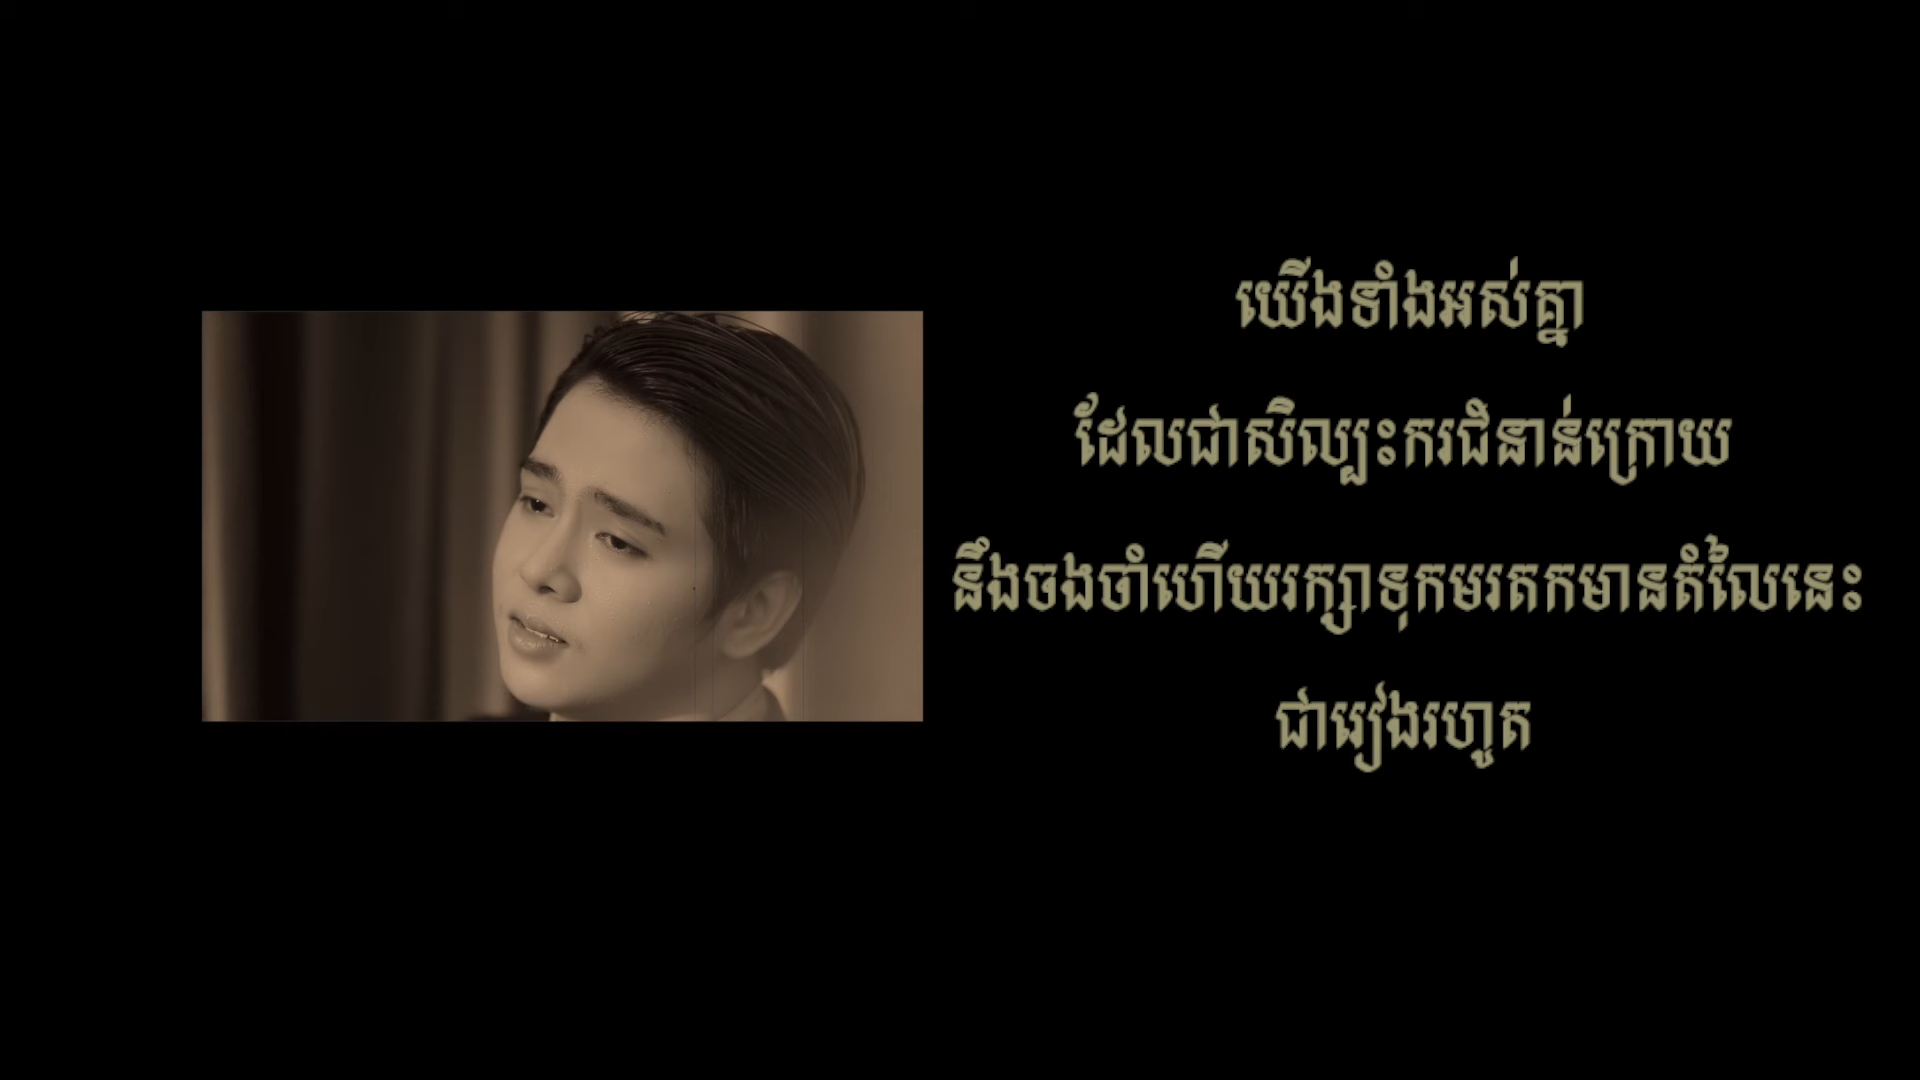 យើងទាំងអស់គ្នា
ដែលជាសិល្បះករជំនាន់ក្រោយ
នឹងចងចាំហើយរក្សាទុកមរតកមានតំលៃនេះ
ជារៀងរហូត